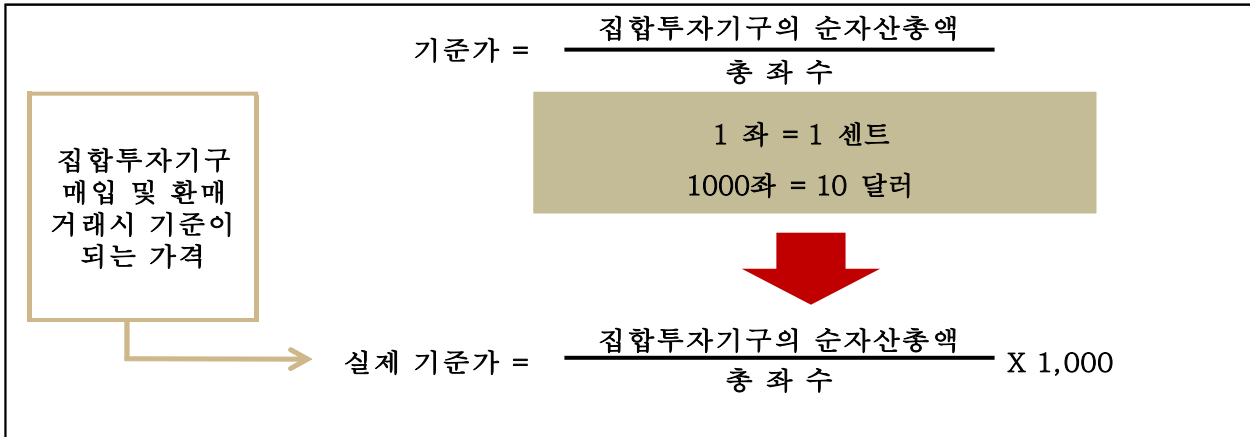 기준가 =
집합투자기구의 순자산총액
총 좌 수
1 좌 = 1 센트
1000좌 = 10 달러
집합투자기구
매입 및 환매
거래시 기준이
되는 가격
실제 기준가 =
집합투자기구의 순자산총액
총 좌 수
X 1,000